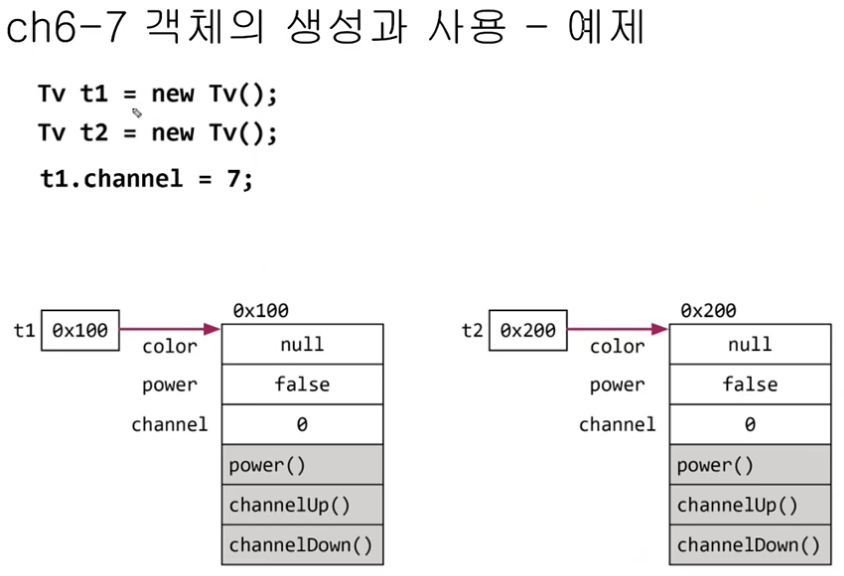 ch6-7 객체의 생성과 사용 - 예제
Tv t1 = new Tv();
Tv t2 = new Tv();
t1.channel = 7;
0x100
t1 0x100
color null
power false
channel 0
power()
channelUp()
channelDown()
0x200
t2 0x200
color null
power false
channel 0
power()
channelUp()
channelDown()